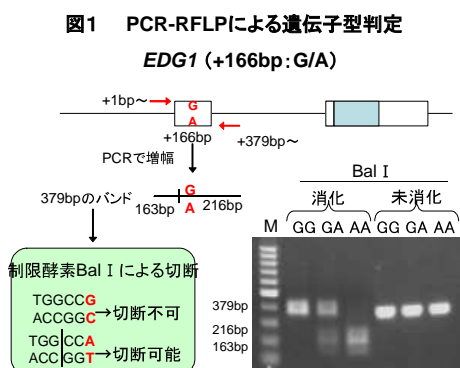 図1 PCR-RFLPによる遺伝子型判定
EDG1 (+166bp:G/A)
+1bp~
G
A
+166bp
+379bp~
PCRで増幅
G
A
163bp
216bp
379bpのバンド
制限酵素Bal I による切断
TGGCCG
ACCGGC
→切断不可
TGGCCA
ACCGGT
→切断可能
Bal I
消化 未消化
M GG GA AA GG GA AA
379bp
216bp
163bp